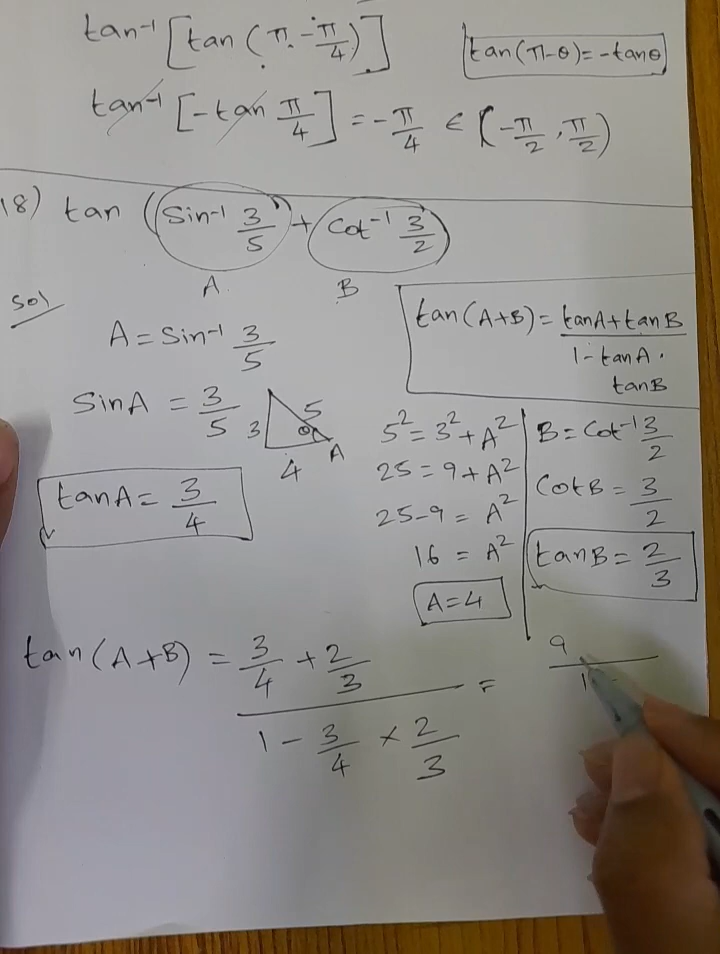 tan⁻¹ [tan (π - π/4)]
tan(π-θ) = -tanθ
tan⁻¹ [-tan π/4] = -π/4 ∈ (-π/2, π/2)
18) tan (Sin⁻¹ 3/5 + Cot⁻¹ 3/2)
A B
Sol
tan(A+B) = tanA + tanB / 1 - tanA .
tanB
A = Sin⁻¹ 3/5
SinA = 3/5
3 5 θ A
4
tanA = 3/4
5² = 3² + A²
25 = 9 + A²
25 - 9 = A²
16 = A²
A = 4
B = Cot⁻¹ 3/2
CotB = 3/2
tanB = 2/3
tan(A+B) = 3/4 + 2/3 / 1 - 3/4 × 2/3 = 9 / 1